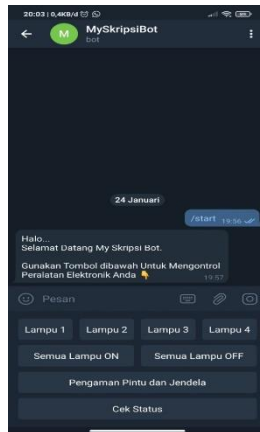 20:03 | 0,4KB/d
MySkripsiBot
M
bot
24 Januari
/start 19:56
Halo...
Selamat Datang My Skripsi Bot.
Gunakan Tombol dibawah Untuk Mengontrol
Peralatan Elektronik Anda 👇
19:57
Pesan
Lampu 1 Lampu 2 Lampu 3 Lampu 4
Semua Lampu ON Semua Lampu OFF
Pengaman Pintu dan Jendela
Cek Status